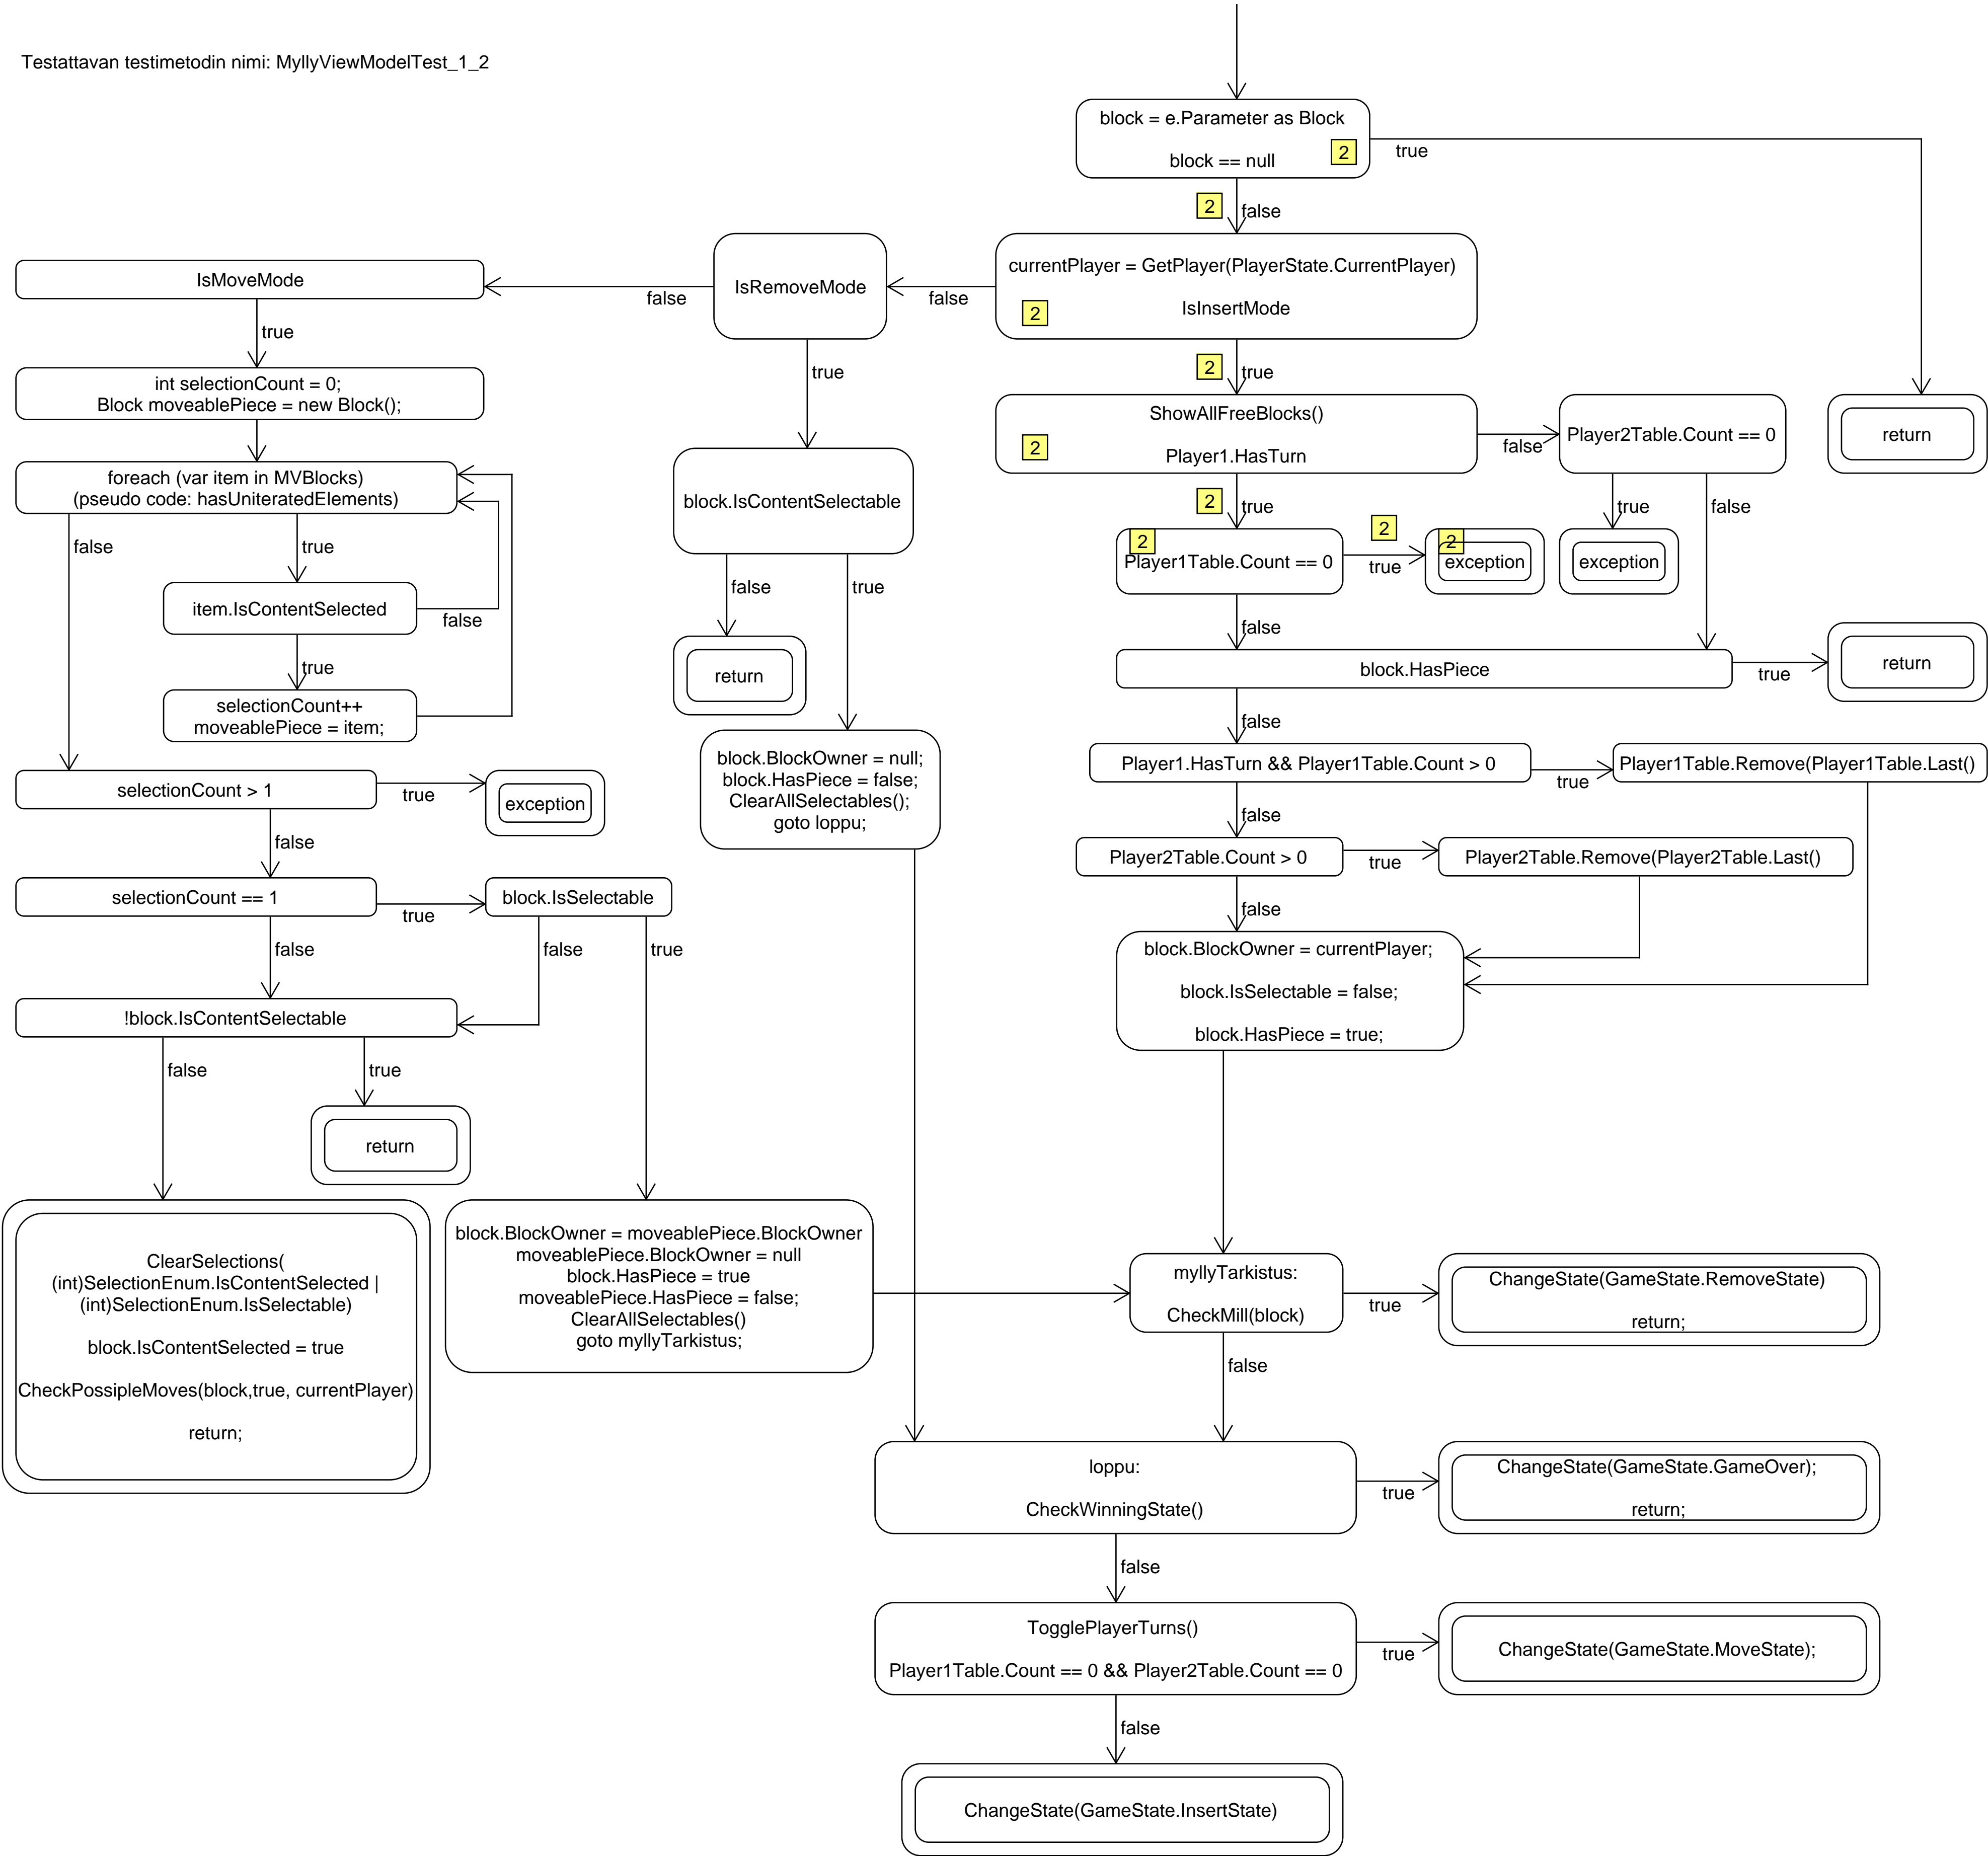 Testattavan testimetodin nimi: MyllyViewModelTest_1_2
block = e.Parameter as Block
block == null
2
true
2
false
currentPlayer = GetPlayer(PlayerState.CurrentPlayer)
IsInsertMode
2
false
IsRemoveMode
false
IsMoveMode
true
int selectionCount = 0;
Block moveablePiece = new Block();
foreach (var item in MVBlocks)
(pseudo code: hasUniteratedElements)
false
true
item.IsContentSelected
false
true
selectionCount++
moveablePiece = item;
selectionCount > 1
true
exception
false
selectionCount == 1
true
block.IsSelectable
false
false
true
!block.IsContentSelectable
false
true
return
ClearSelections(
(int)SelectionEnum.IsContentSelected |
(int)SelectionEnum.IsSelectable)
block.IsContentSelected = true
CheckPossipleMoves(block,true, currentPlayer)
return;
block.BlockOwner = moveablePiece.BlockOwner
moveablePiece.BlockOwner = null
block.HasPiece = true
moveablePiece.HasPiece = false;
ClearAllSelectables()
goto myllyTarkistus;
true
block.IsContentSelectable
false
true
return
block.BlockOwner = null;
block.HasPiece = false;
ClearAllSelectables();
goto loppu;
2
true
ShowAllFreeBlocks()
2
Player1.HasTurn
false
Player2Table.Count == 0
return
2
true
true
false
2
Player1Table.Count == 0
2
true
2
exception
exception
false
block.HasPiece
true
return
false
Player1.HasTurn && Player1Table.Count > 0
true
Player1Table.Remove(Player1Table.Last()
false
Player2Table.Count > 0
true
Player2Table.Remove(Player2Table.Last()
false
block.BlockOwner = currentPlayer;
block.IsSelectable = false;
block.HasPiece = true;
myllyTarkistus:
CheckMill(block)
true
ChangeState(GameState.RemoveState)
return;
false
loppu:
CheckWinningState()
true
ChangeState(GameState.GameOver);
return;
false
TogglePlayerTurns()
Player1Table.Count == 0 && Player2Table.Count == 0
true
ChangeState(GameState.MoveState);
false
ChangeState(GameState.InsertState)